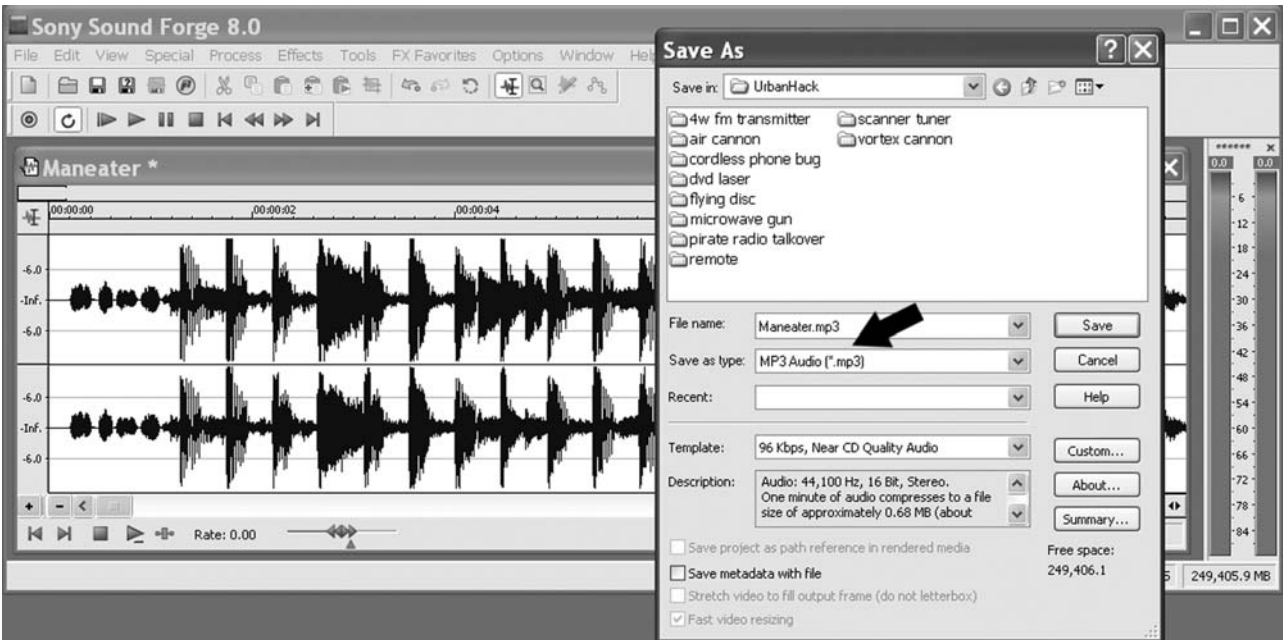 Sony Sound Forge 8.0
File Edit View Special Process Effects Tools FX Favorites Options Window Help
Maneater *
00:00:00 00:00:02 00:00:04
-6.0
-Inf.
-6.0
-6.0
-Inf.
-6.0
Rate: 0.00
Save As
Save in: UrbanHack
4w fm transmitter
air cannon
cordless phone bug
dvd laser
flying disc
microwave gun
pirate radio talkover
remote
scanner tuner
vortex cannon
File name: Maneater.mp3 Save
Save as type: MP3 Audio (*.mp3) Cancel
Recent: Help
Template: 96 Kbps, Near CD Quality Audio Custom...
Description: Audio: 44,100 Hz, 16 Bit, Stereo. About...
One minute of audio compresses to a file
size of approximately 0.68 MB (about
Summary...
Save project as path reference in rendered media
Free space:
249,406.1
Save metadata with file
Stretch video to fill output frame (do not letterbox)
Fast video resizing
******
0.0 0.0
-6
-12
-18
-24
-30
-36
-42
-48
-54
-60
-66
-72
-78
-84
249,405.9 MB